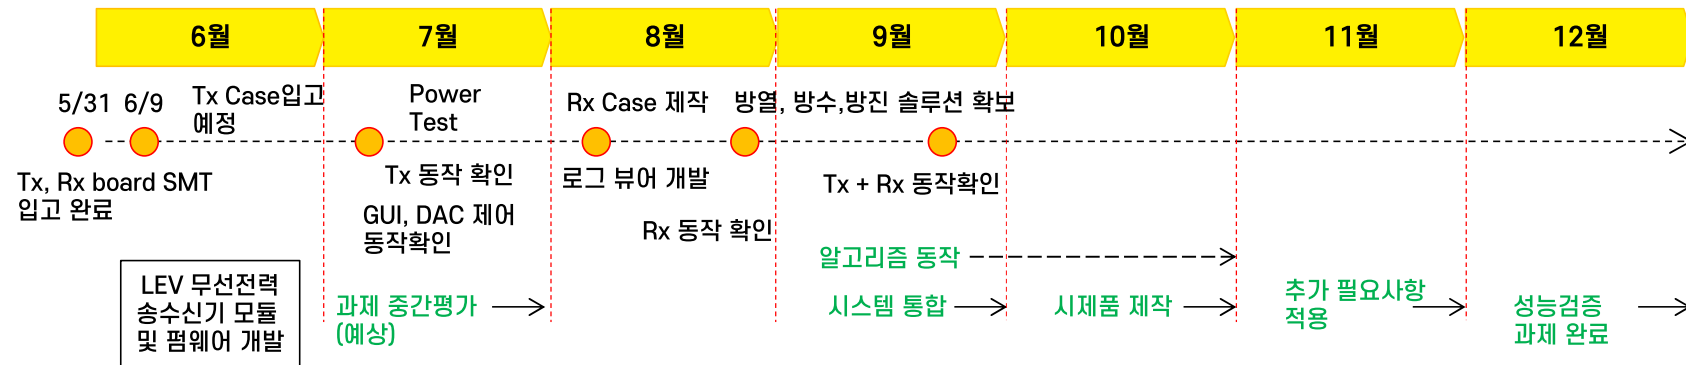 6월
7월
8월
9월
10월
11월
12월
5/31
6/9
Tx Case입고
예정
Power
Test
Rx Case 제작
방열, 방수,방진 솔루션 확보
Tx, Rx board SMT
입고 완료
Tx 동작 확인
GUI, DAC 제어
동작확인
로그 뷰어 개발
Rx 동작 확인
Tx + Rx 동작확인
알고리즘 동작
LEV 무선전력
송수신기 모듈
및 펌웨어 개발
과제 중간평가
(예상)
시스템 통합
시제품 제작
추가 필요사항
적용
성능검증
과제 완료